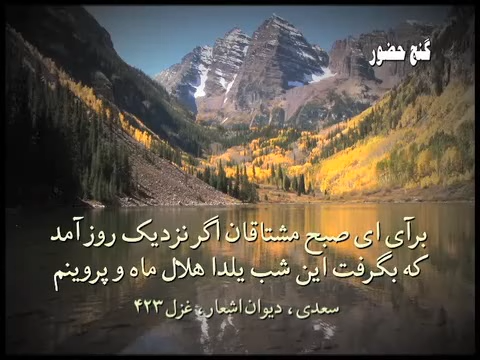 گنج حضور
برآی ای صبح مشتاقان اگر نزدیک روز آمد
که بگرفت این شب یلدا هلال ماه و پروینم
سعدی ، دیوان اشعار ، غزل ۴۲۳